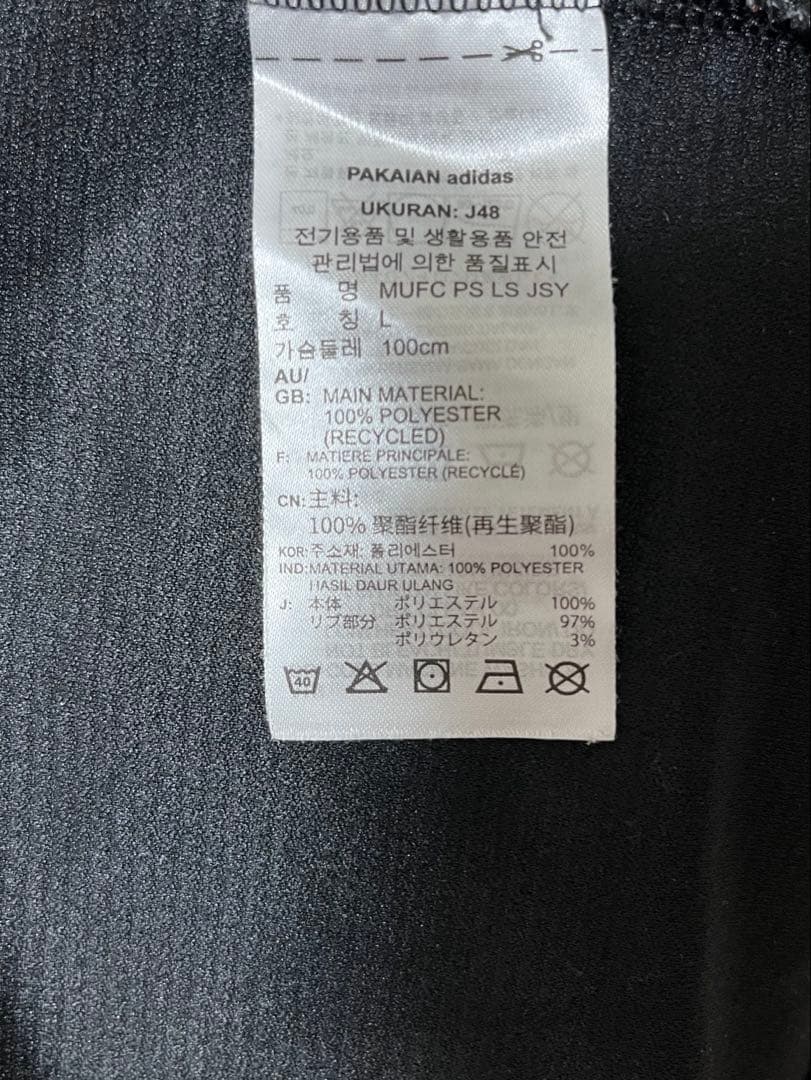 PAKAIAN adidas
UKURAN: J48
전기용품 및 생활용품 안전
관리법에 의한 품질표시
품 명 MUFC PS LS JSY
호 칭 L
가슴둘레 100cm
AU/
GB: MAIN MATERIAL:
100% POLYESTER
(RECYCLED)
F: MATIERE PRINCIPALE:
100% POLYESTER (RECYCLÉ)
CN: 主料:
100% 聚酯纤维(再生聚酯)
KOR: 주소재: 폴리에스터 100%
IND: MATERIAL UTAMA: 100% POLYESTER
HASIL DAUR ULANG
J: 本体 ポリエステル 100%
リブ部分 ポリエステル 97%
ポリウレタン 3%
40